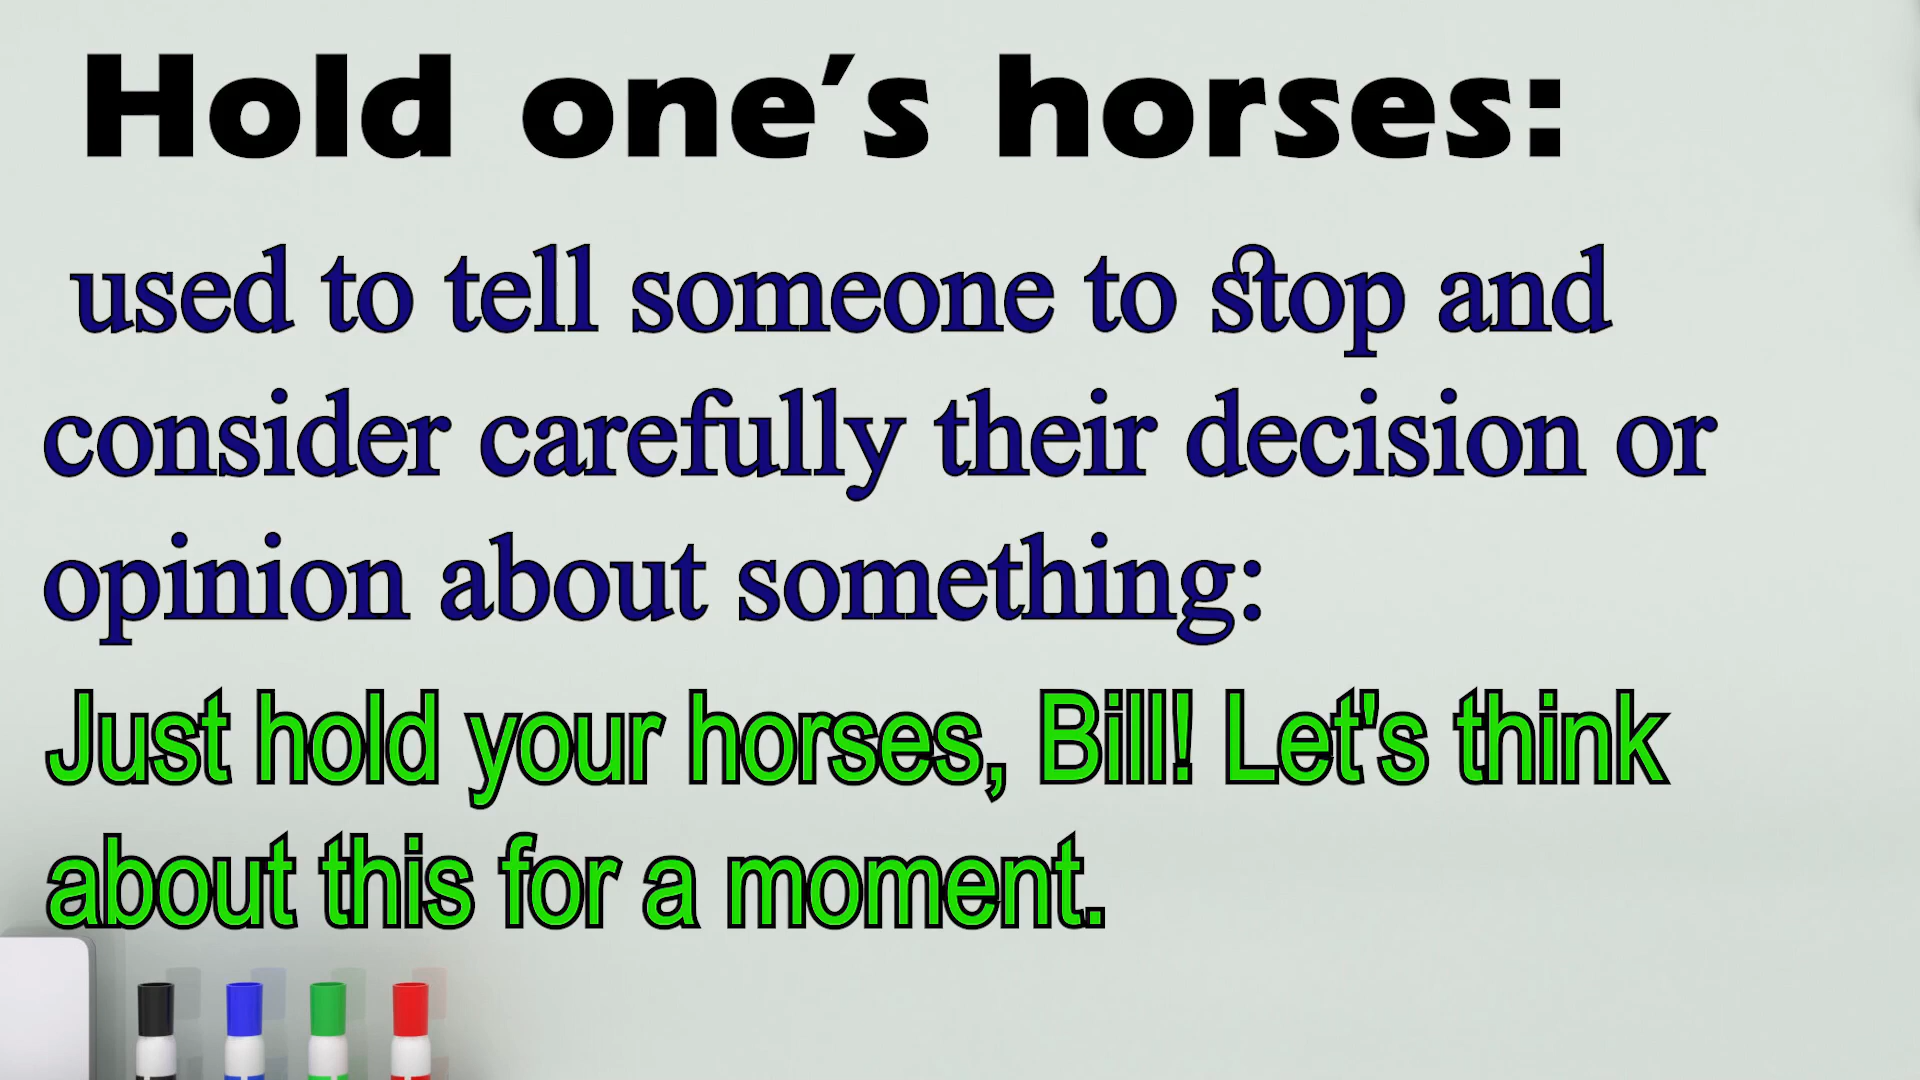 Hold one’s horses:
used to tell someone to stop and
consider carefully their decision or
opinion about something:
Just hold your horses, Bill! Let's think
about this for a moment.